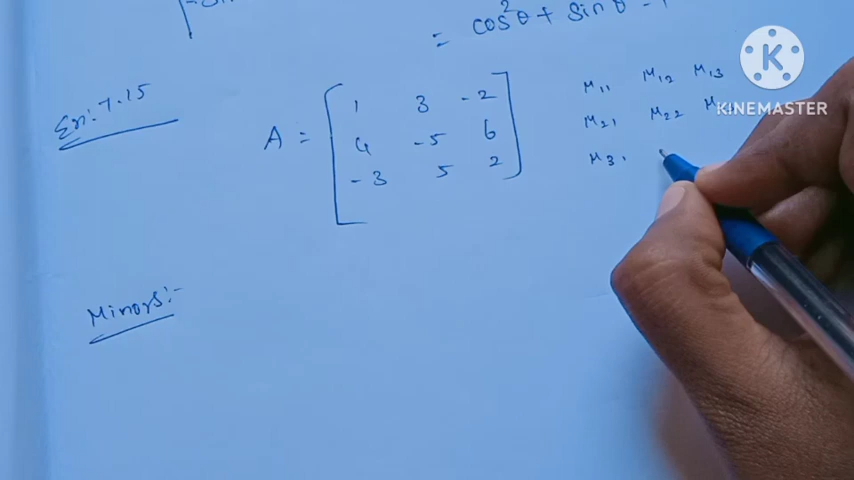 = cos²θ + Sin θ
Ex: 7.15
M11 M12 M13
A = [ 1 3 -2
4 -5 6
-3 5 2 ]
M21 M22
M3
KINEMASTER
Minors:-